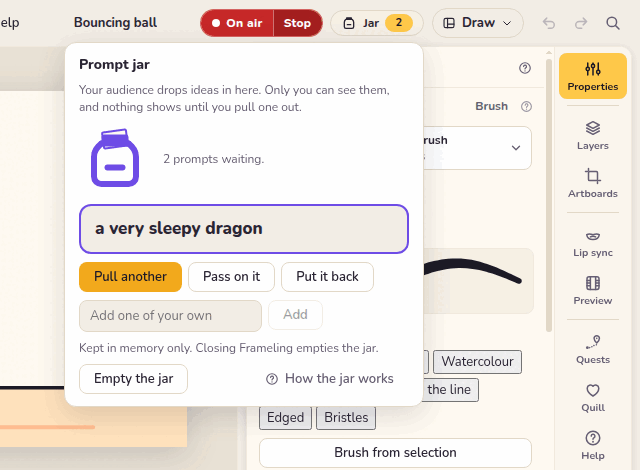 elp
Bouncing ball
On air
Stop
Jar
2
Draw
Prompt jar
Your audience drops ideas in here. Only you can see them,
and nothing shows until you pull one out.
2 prompts waiting.
a very sleepy dragon
Pull another
Pass on it
Put it back
Add one of your own
Add
Kept in memory only. Closing Frameling empties the jar.
Empty the jar
How the jar works
Brush
rush
s
Watercolour
the line
Edged
Bristles
Brush from selection
Properties
Layers
Artboards
Lip sync
Preview
Quests
Quill
Help